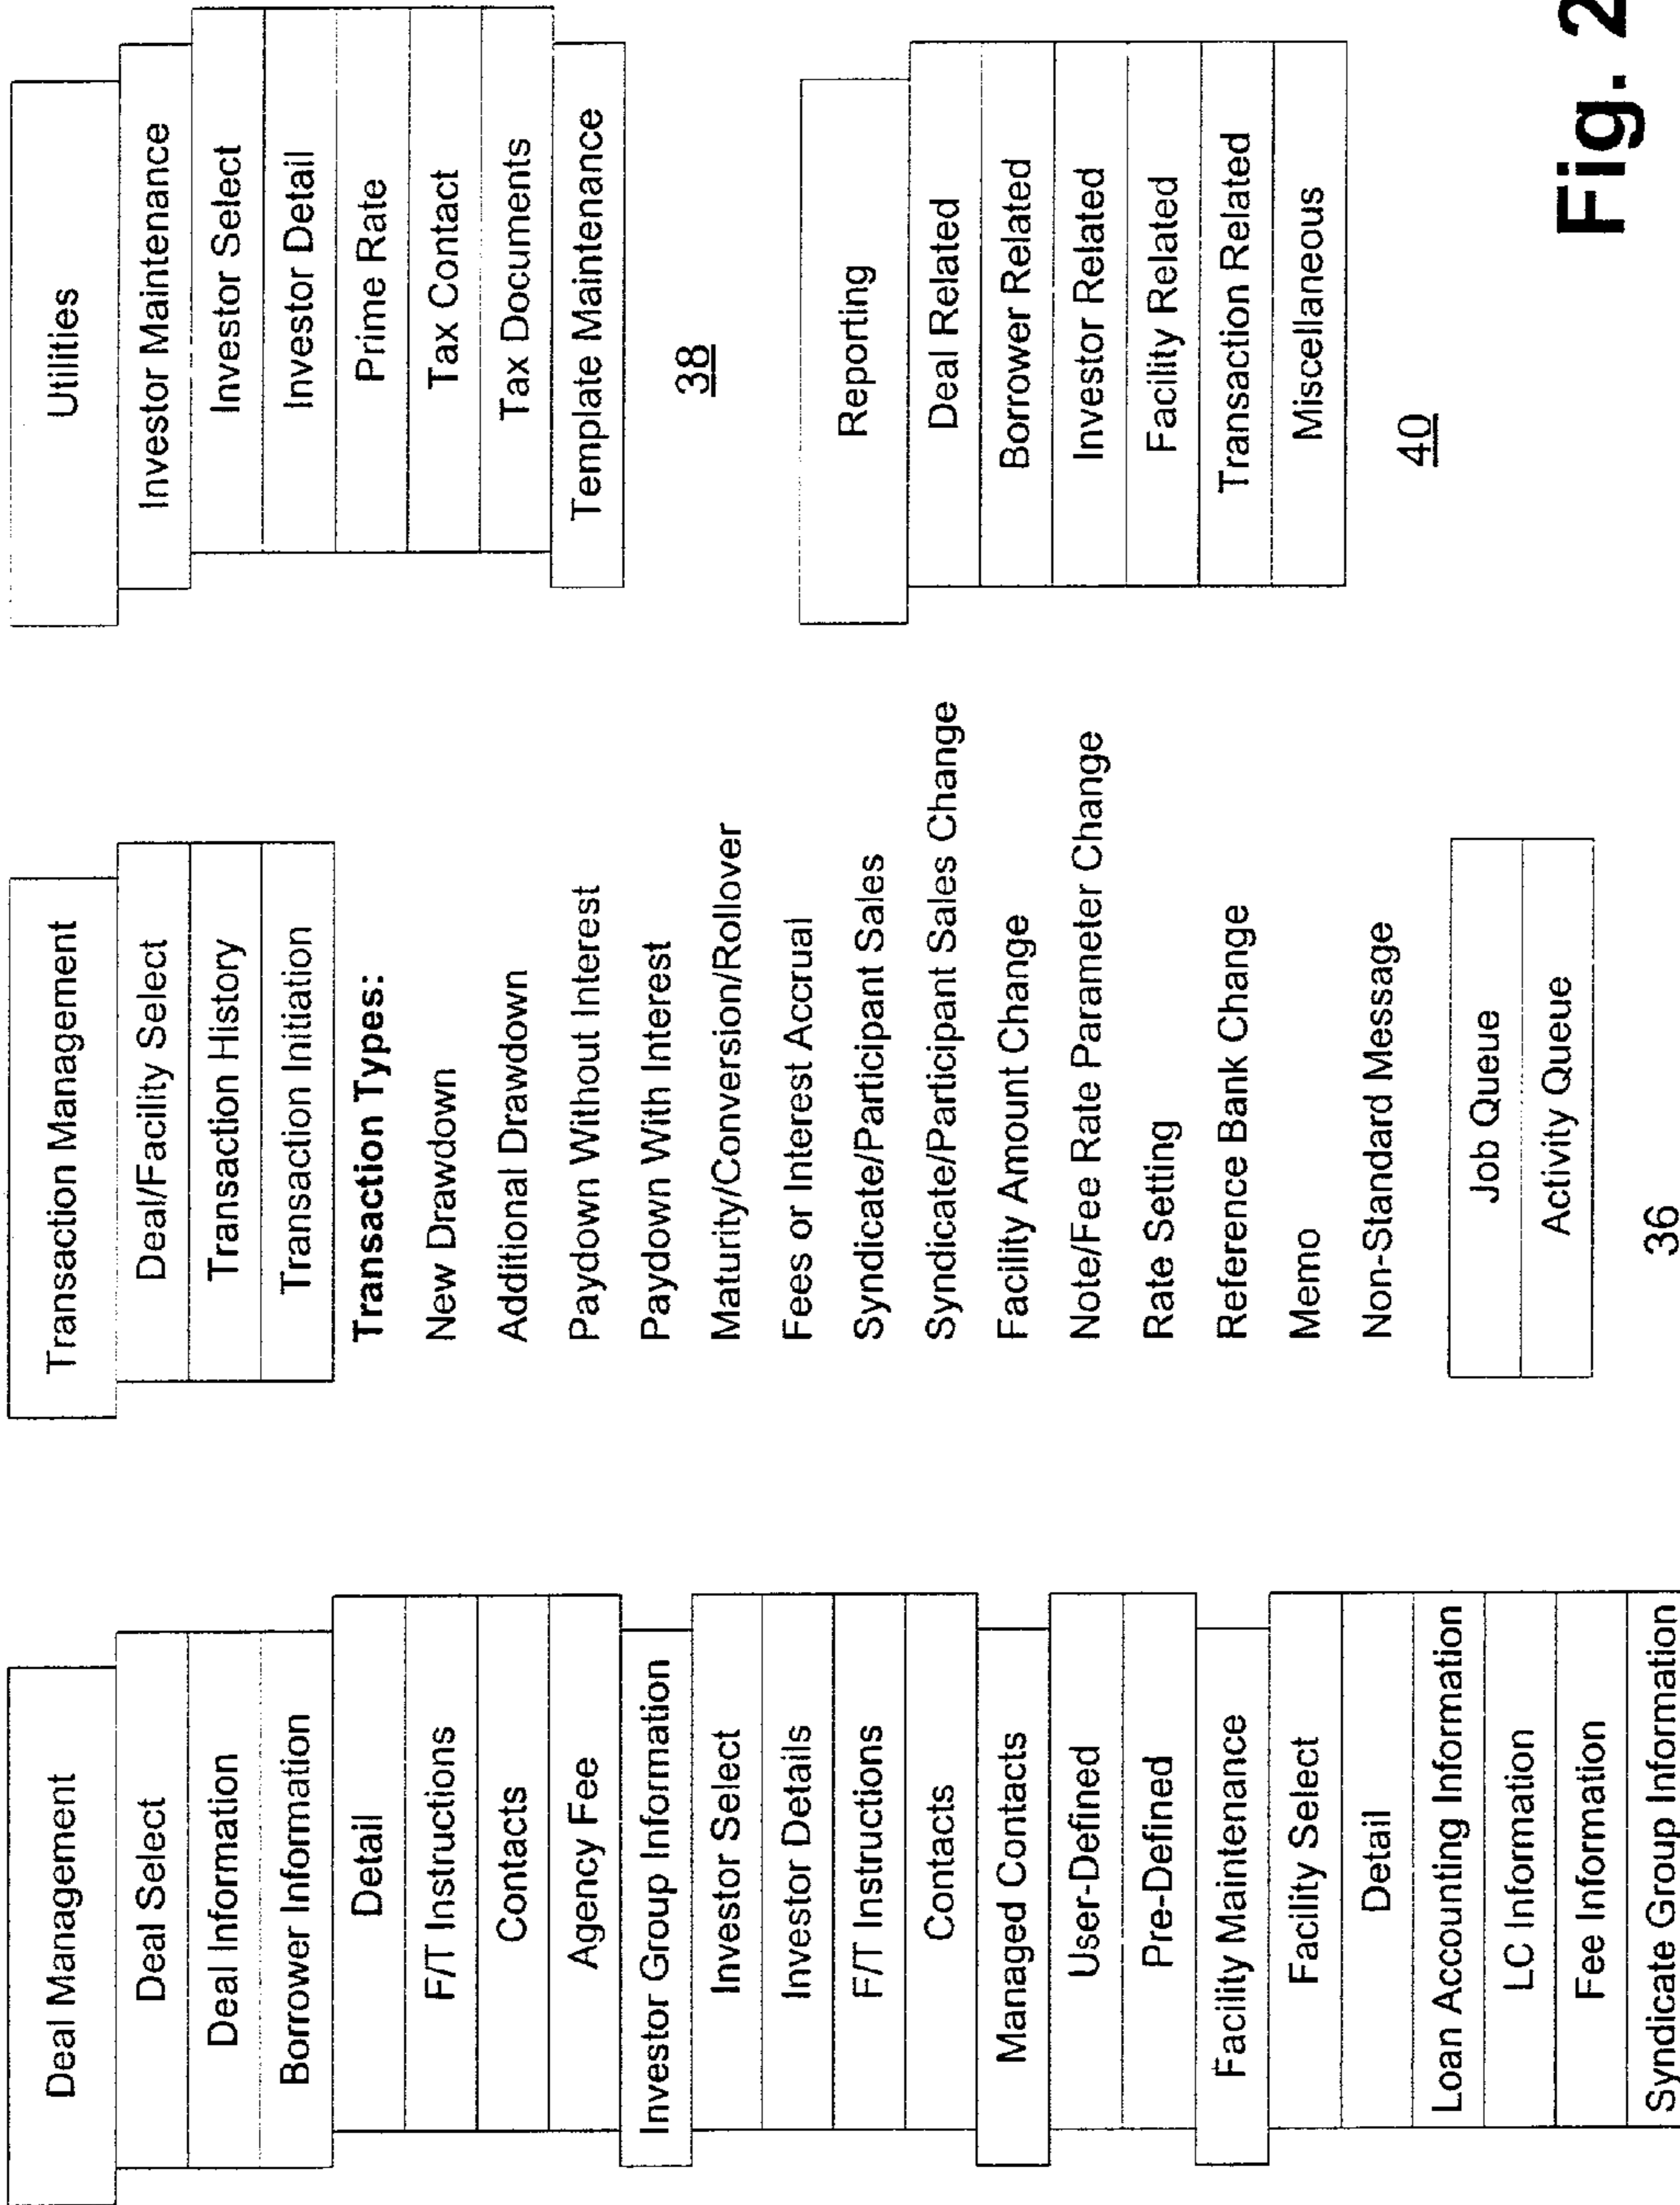 Deal Management
Deal Select
Deal Information
Borrower Information
Detail
F/T Instructions
Contacts
Agency Fee
Investor Group Information
Investor Select
Investor Details
F/T Instructions
Contacts
Managed Contacts
User-Defined
Pre-Defined
Facility Maintenance
Facility Select
Detail
Loan Accounting Information
LC Information
Fee Information
Syndicate Group Information
Transaction Management
Deal/Facility Select
Transaction History
Transaction Initiation
Transaction Types:
New Drawdown
Additional Drawdown
Paydown Without Interest
Paydown With Interest
Maturity/Conversion/Rollover
Fees or Interest Accrual
Syndicate/Participant Sales
Syndicate/Participant Sales Change
Facility Amount Change
Note/Fee Rate Parameter Change
Rate Setting
Reference Bank Change
Memo
Non-Standard Message
Job Queue
Activity Queue
36
Utilities
Investor Maintenance
Investor Select
Investor Detail
Prime Rate
Tax Contact
Tax Documents
Template Maintenance
38
Reporting
Deal Related
Borrower Related
Investor Related
Facility Related
Transaction Related
Miscellaneous
40
Fig. 2